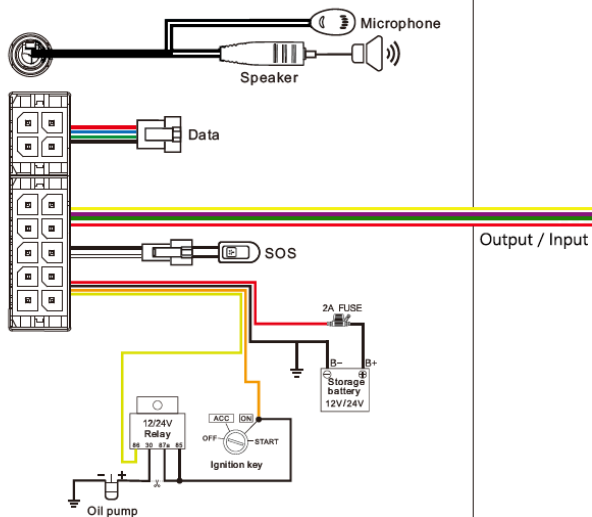 Microphone
Speaker
Data
Output / Input
SOS
2A FUSE
B- B+
Storage
battery
12V/24V
12/24V
Relay
86 30 87a 85
ACC ON
OFF START
Ignition key
- +
Oil pump